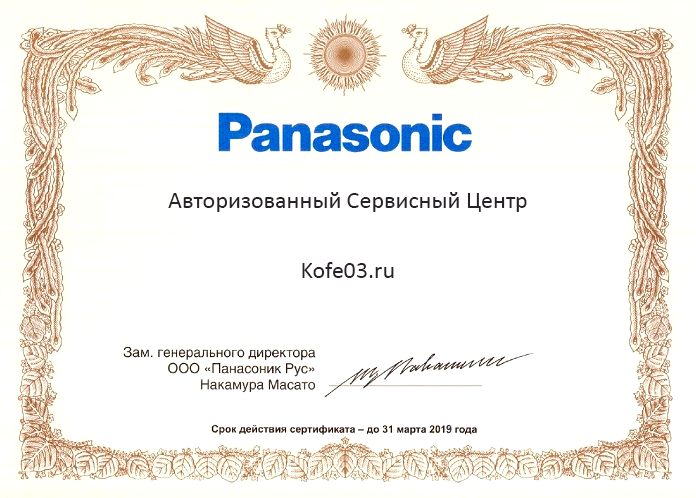 Panasonic
Авторизованный Сервисный Центр
Kofe03.ru
Зам. генерального директора
ООО «Панасоник Рус»
Накамура Масато
Срок действия сертификата – до 31 марта 2019 года